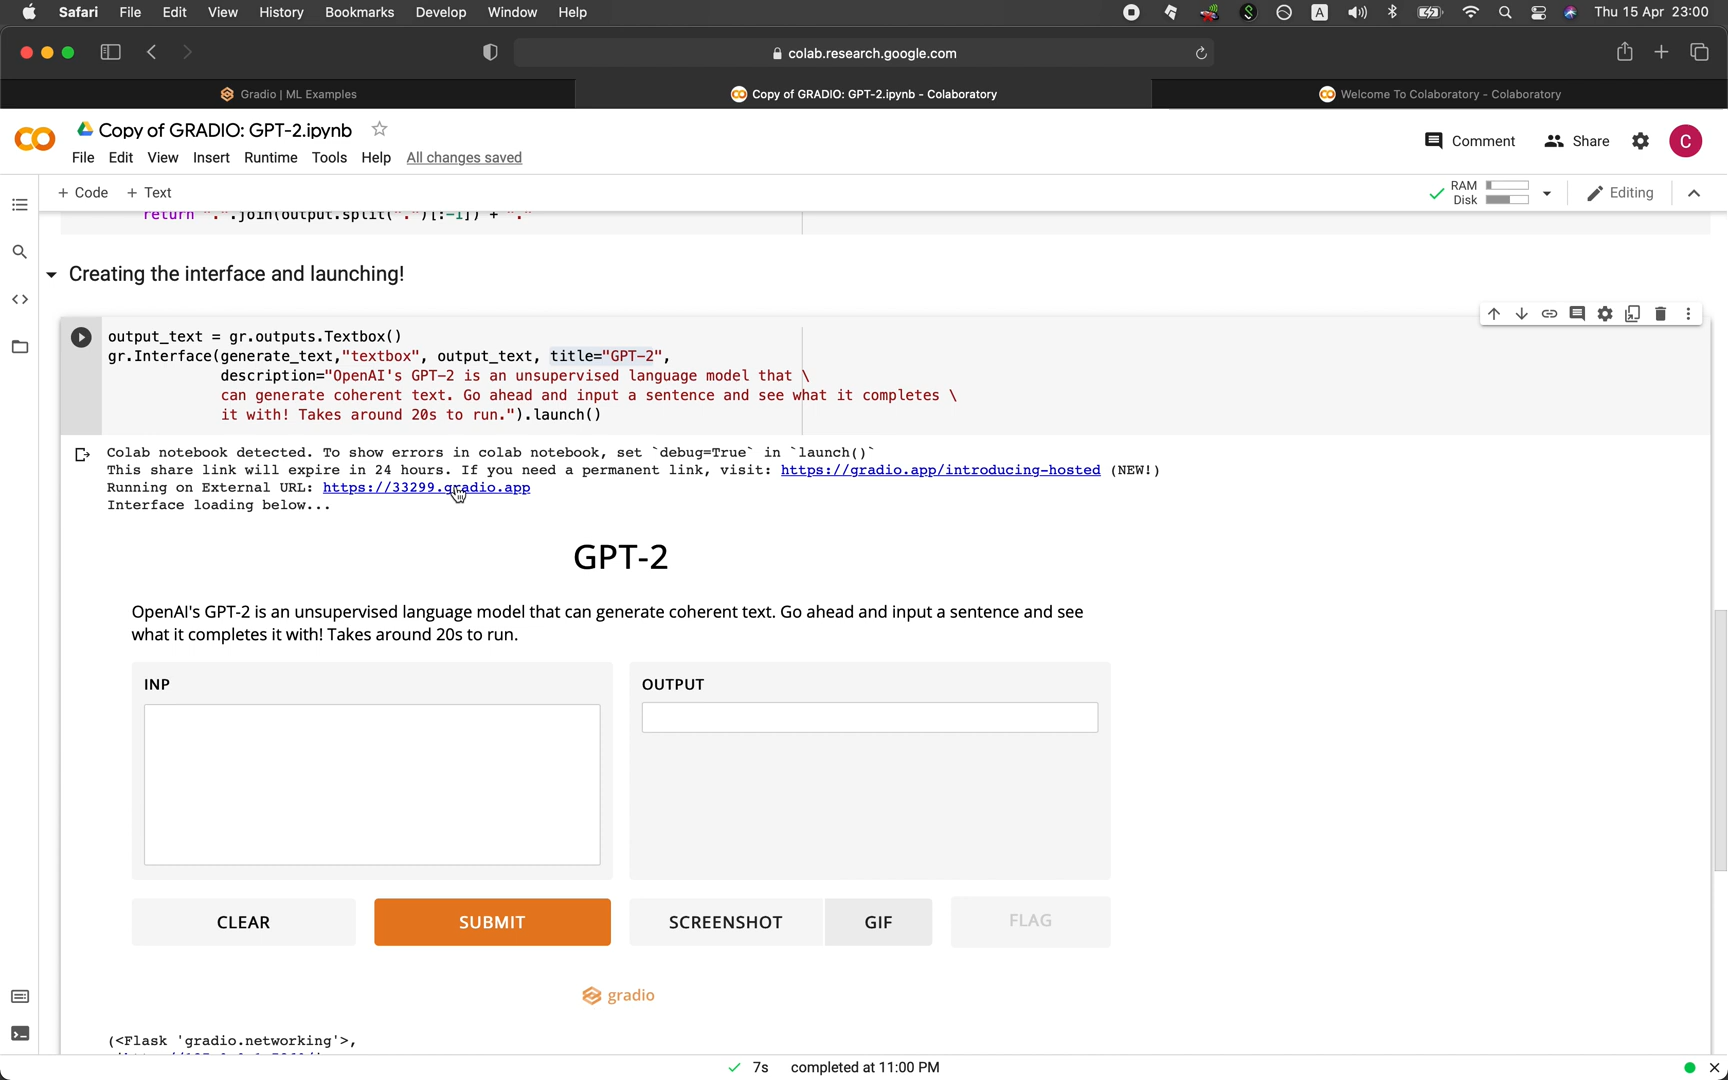 Safari File Edit View History Bookmarks Develop Window Help A Thu 15 Apr 23:00
colab.research.google.com
Gradio | ML Examples
Copy of GRADIO: GPT-2.ipynb - Colaboratory
Welcome To Colaboratory - Colaboratory
Copy of GRADIO: GPT-2.ipynb
Comment Share C
File Edit View Insert Runtime Tools Help All changes saved
+ Code + Text RAM Disk Editing
return ".".join(output.split(".")[:-1]) + "."
Creating the interface and launching!
output_text = gr.outputs.Textbox()
gr.Interface(generate_text,"textbox", output_text, title="GPT-2",
description="OpenAI's GPT-2 is an unsupervised language model that \
can generate coherent text. Go ahead and input a sentence and see what it completes \
it with! Takes around 20s to run.").launch()
Colab notebook detected. To show errors in colab notebook, set `debug=True` in `launch()`
This share link will expire in 24 hours. If you need a permanent link, visit: https://gradio.app/introducing-hosted (NEW!)
Running on External URL: https://33299.gradio.app
Interface loading below...
GPT-2
OpenAI's GPT-2 is an unsupervised language model that can generate coherent text. Go ahead and input a sentence and see
what it completes it with! Takes around 20s to run.
INP
OUTPUT
CLEAR SUBMIT SCREENSHOT GIF FLAG
gradio
(<Flask 'gradio.networking'>,
7s completed at 11:00 PM